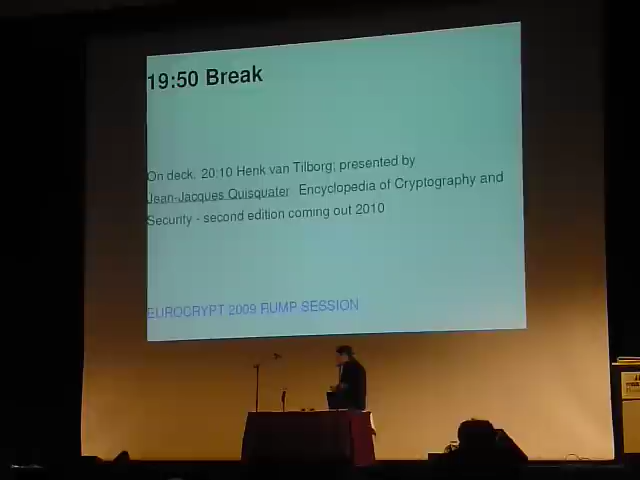 19:50 Break
On deck. 20:10 Henk van Tilborg; presented by
Jean-Jacques Quisquater Encyclopedia of Cryptography and
Security - second edition coming out 2010
EUROCRYPT 2009 RUMP SESSION